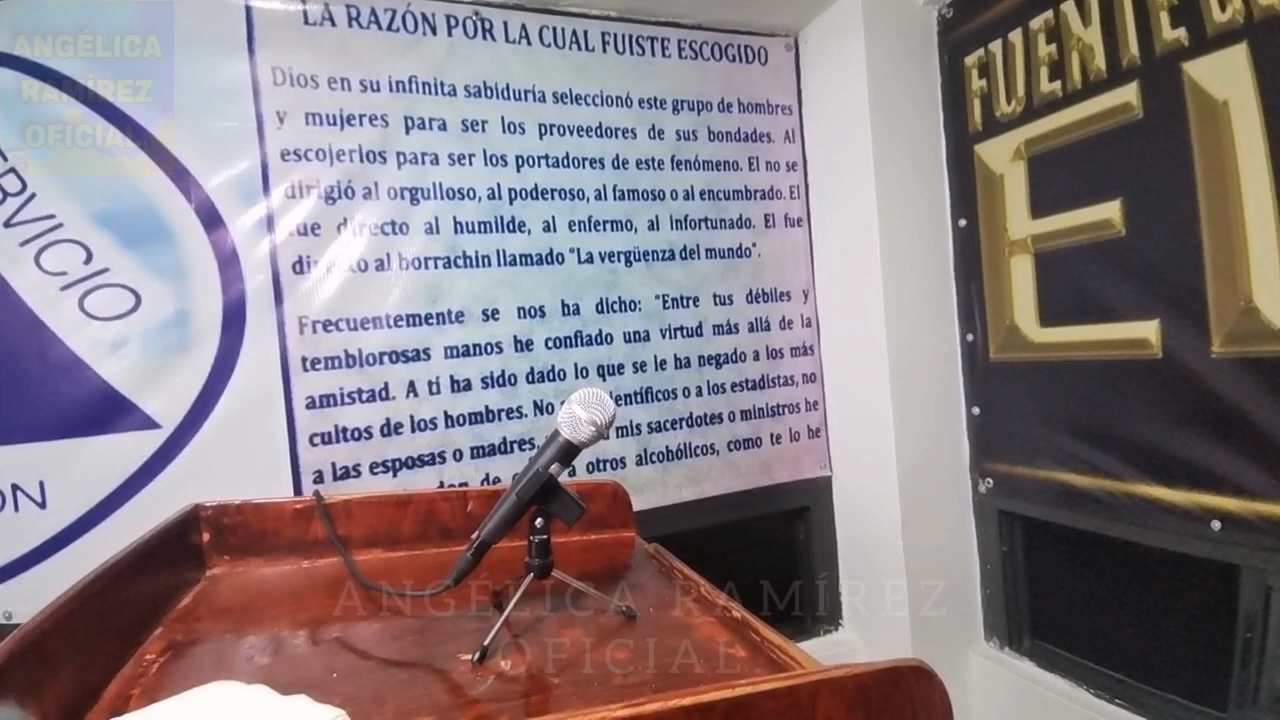 ANGÉLICA
RAMÍREZ
OFICIAL.
SERVICIO
ÓN
LA RAZÓN POR LA CUAL FUISTE ESCOGIDO
Dios en su infinita sabiduría seleccionó este grupo de hombres
y mujeres para ser los proveedores de sus bondades. Al
escojerlos para ser los portadores de este fenómeno. El no se
dirigió al orgulloso, al poderoso, al famoso o al encumbrado. El
fue directo al humilde, al enfermo, al infortunado. El fue
directo al borrachin llamado "La vergüenza del mundo".
Frecuentemente se nos ha dicho: "Entre tus débiles y
temblorosas manos he confiado una virtud más allá de la
amistad. A ti ha sido dado lo que se le ha negado a los más
cultos de los hombres. No entíficos o a los estadistas, no
a las esposas o madres, mis sacerdotes o ministros he
de a otros alcohólicos, como te lo he
FUENTE
EL
ANGÉLICA RAMÍREZ
OFICIAL.